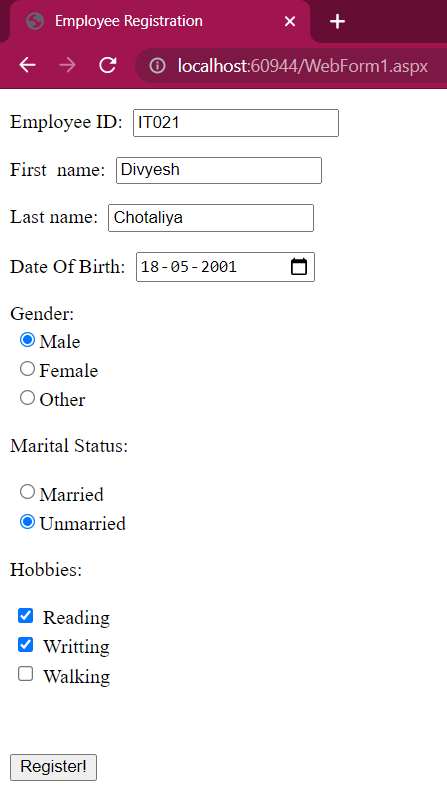 Employee Registration
localhost:60944/WebForm1.aspx
Employee ID: IT021
First name: Divyesh
Last name: Chotaliya
Date Of Birth: 18-05-2001
Gender:
Male
Female
Other
Marital Status:
Married
Unmarried
Hobbies:
Reading
Writting
Walking
Register!